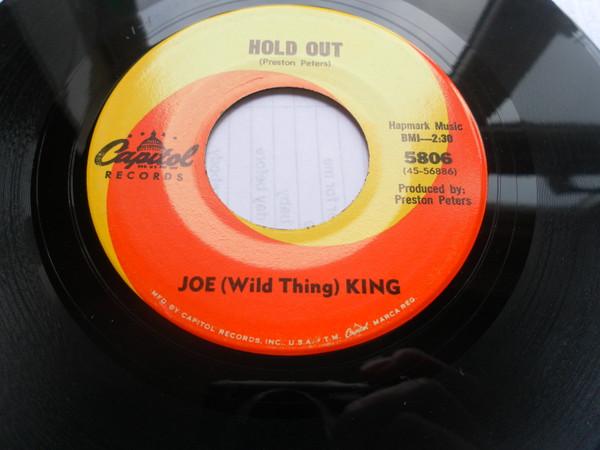 HOLD OUT
(Preston Peters)
Capitol
RECORDS
Hapmark Music
BMI—2:30
5806
(45-56886)
Produced by:
Preston Peters
JOE (Wild Thing) KING
MFD. BY CAPITOL RECORDS, INC., U.S.A. T.M. Capitol MARCA REG.